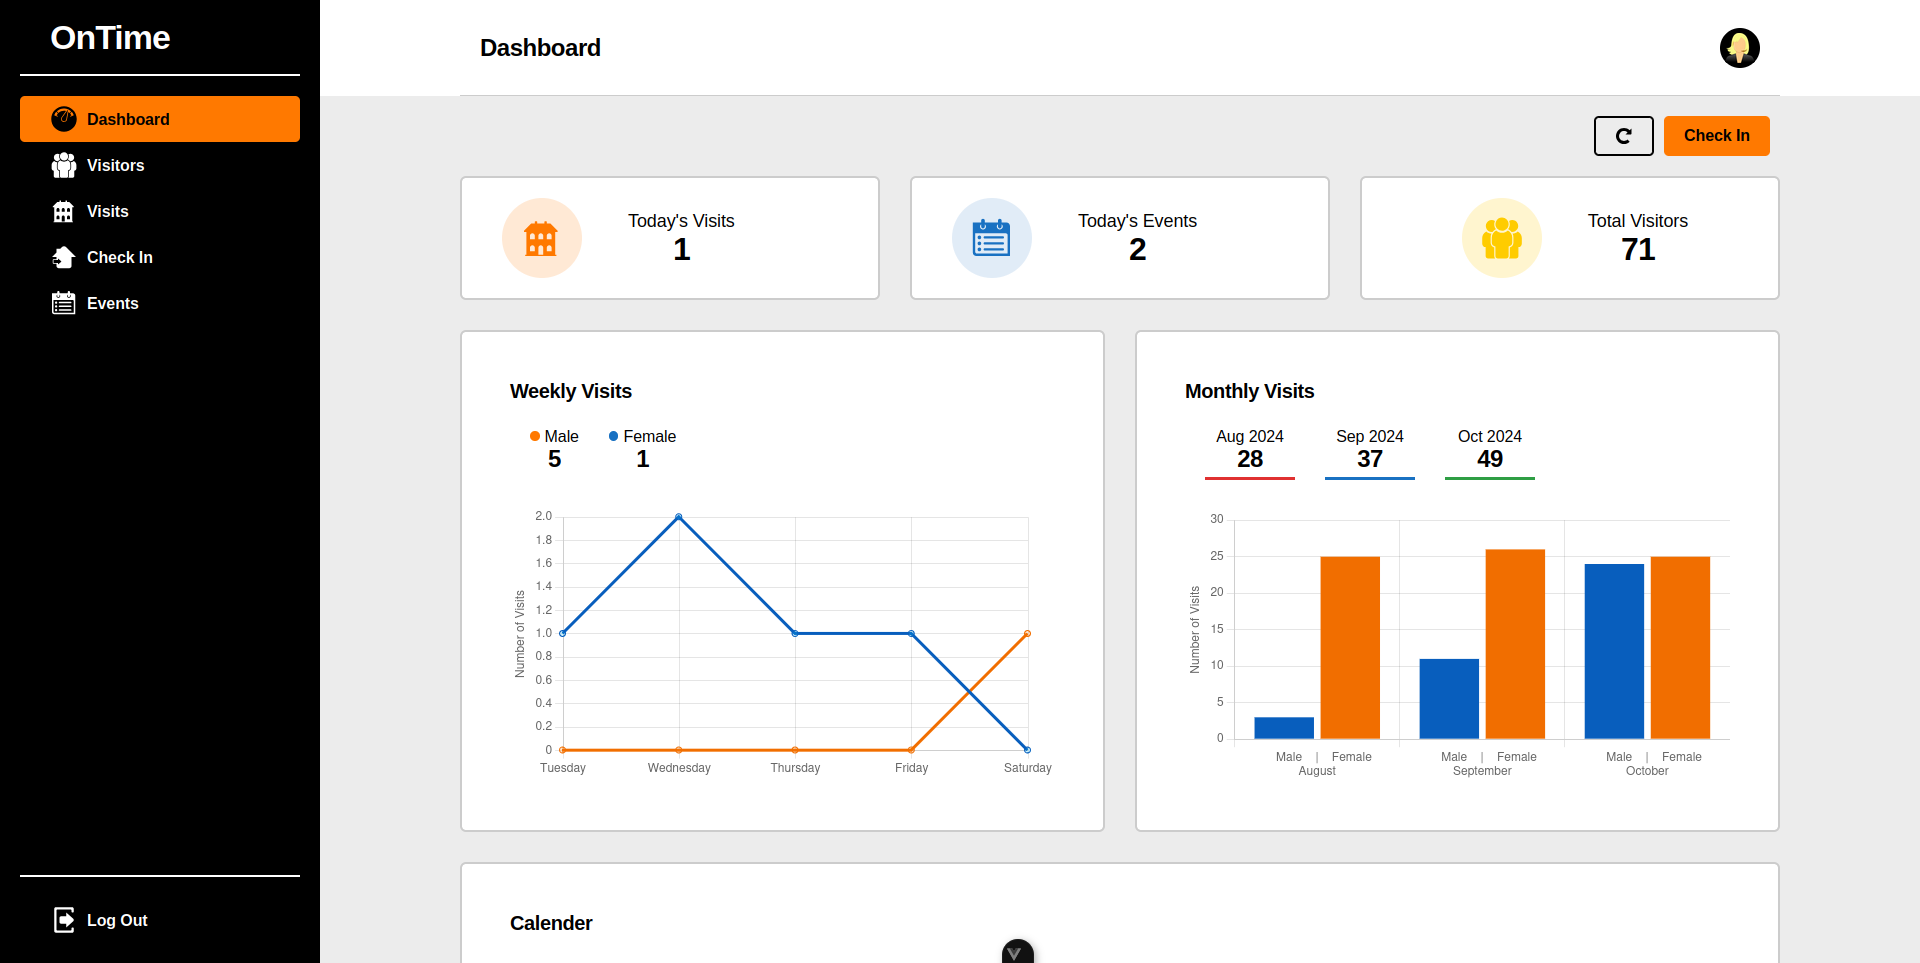 OnTime
Dashboard
Visitors
Visits
Check In
Events
Log Out
Dashboard
Check In
Today's Visits
1
Today's Events
2
Total Visitors
71
Weekly Visits
Male Female
5 1
Number of Visits
2.0
1.8
1.6
1.4
1.2
1.0
0.8
0.6
0.4
0.2
0
Tuesday Wednesday Thursday Friday Saturday
Monthly Visits
Aug 2024 Sep 2024 Oct 2024
28 37 49
Number of Visits
30
25
20
15
10
5
0
Male | Female Male | Female Male | Female
August September October
Calender